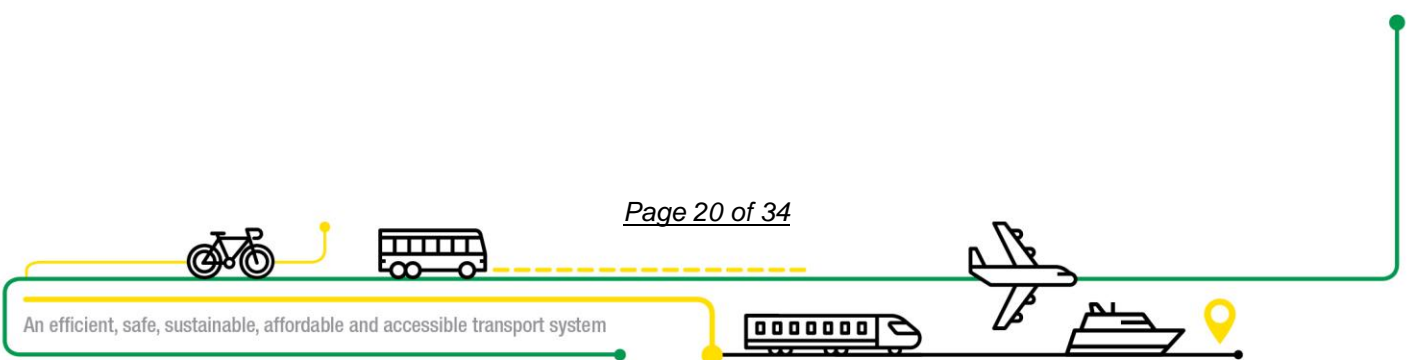 Page 20 of 34
An efficient, safe, sustainable, affordable and accessible transport system